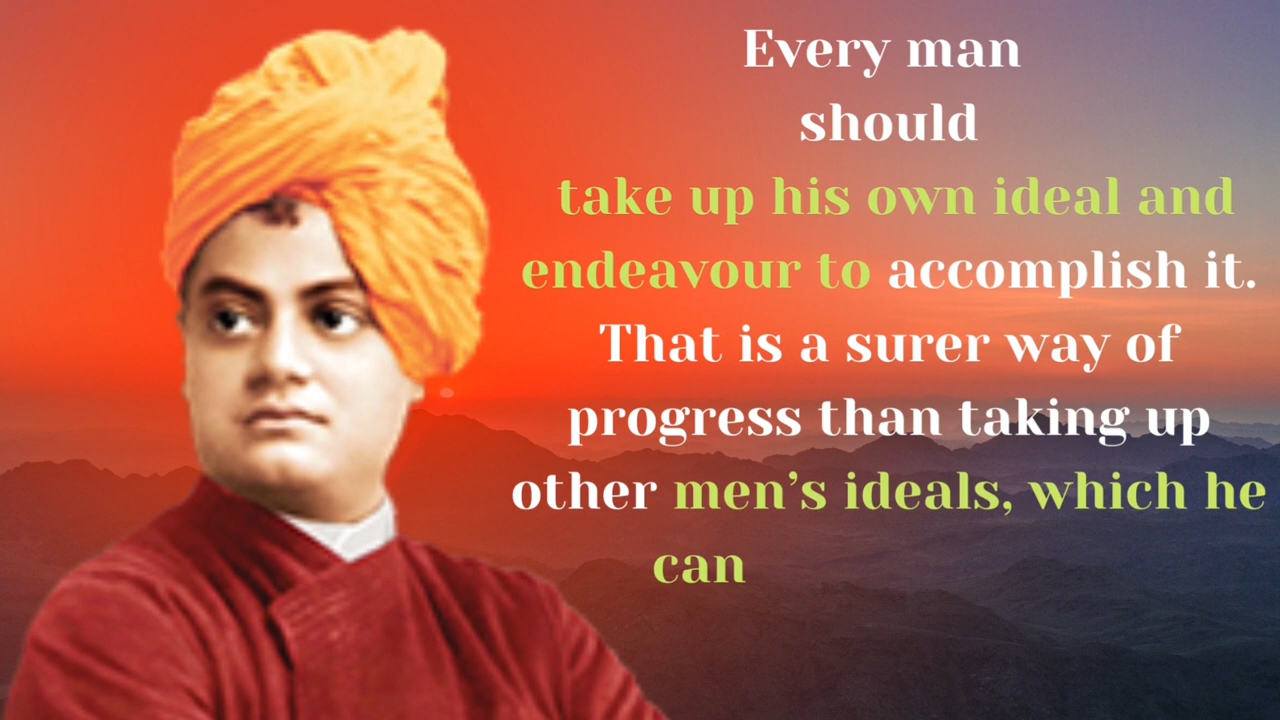 Every man
should
take up his own ideal and
endeavour to accomplish it.
That is a surer way of
progress than taking up
other men’s ideals, which he
can